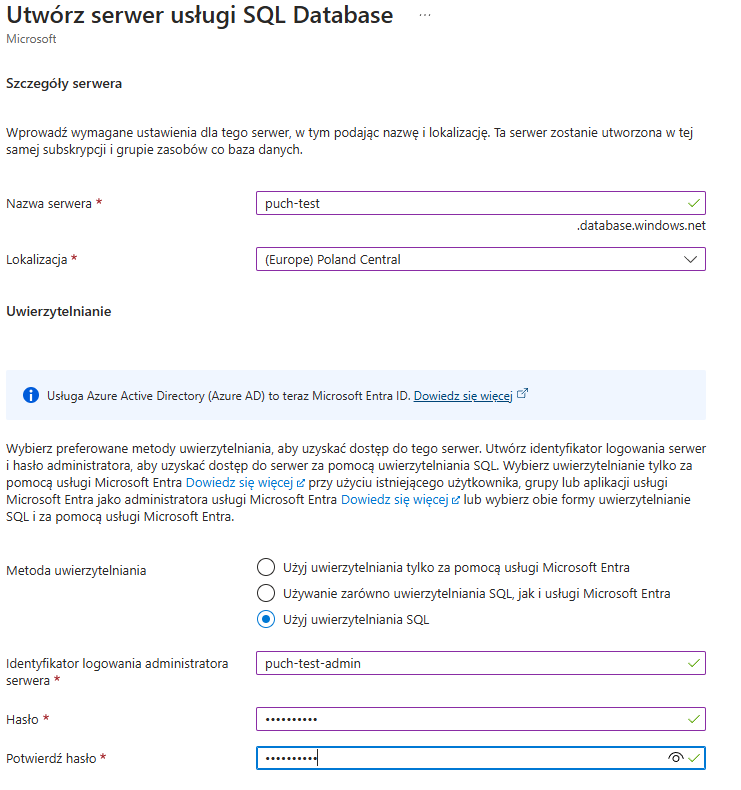 Utwórz serwer usługi SQL Database ...
Microsoft
Szczegóły serwera
Wprowadź wymagane ustawienia dla tego serwer, w tym podając nazwę i lokalizację. Ta serwer zostanie utworzona w tej
samej subskrypcji i grupie zasobów co baza danych.
Nazwa serwera *
puch-test
.database.windows.net
Lokalizacja *
(Europe) Poland Central
Uwierzytelnianie
Usługa Azure Active Directory (Azure AD) to teraz Microsoft Entra ID. Dowiedz się więcej
Wybierz preferowane metody uwierzytelniania, aby uzyskać dostęp do tego serwer. Utwórz identyfikator logowania serwer
i hasło administratora, aby uzyskać dostęp do serwer za pomocą uwierzytelniania SQL. Wybierz uwierzytelnianie tylko za
pomocą usługi Microsoft Entra Dowiedz się więcej przy użyciu istniejącego użytkownika, grupy lub aplikacji usługi
Microsoft Entra jako administratora usługi Microsoft Entra Dowiedz się więcej lub wybierz obie formy uwierzytelnianie
SQL i za pomocą usługi Microsoft Entra.
Metoda uwierzytelniania
Użyj uwierzytelniania tylko za pomocą usługi Microsoft Entra
Używanie zarówno uwierzytelniania SQL, jak i usługi Microsoft Entra
Użyj uwierzytelniania SQL
Identyfikator logowania administratora
serwera *
puch-test-admin
Hasło *
••••••••••
Potwierdź hasło *
••••••••••